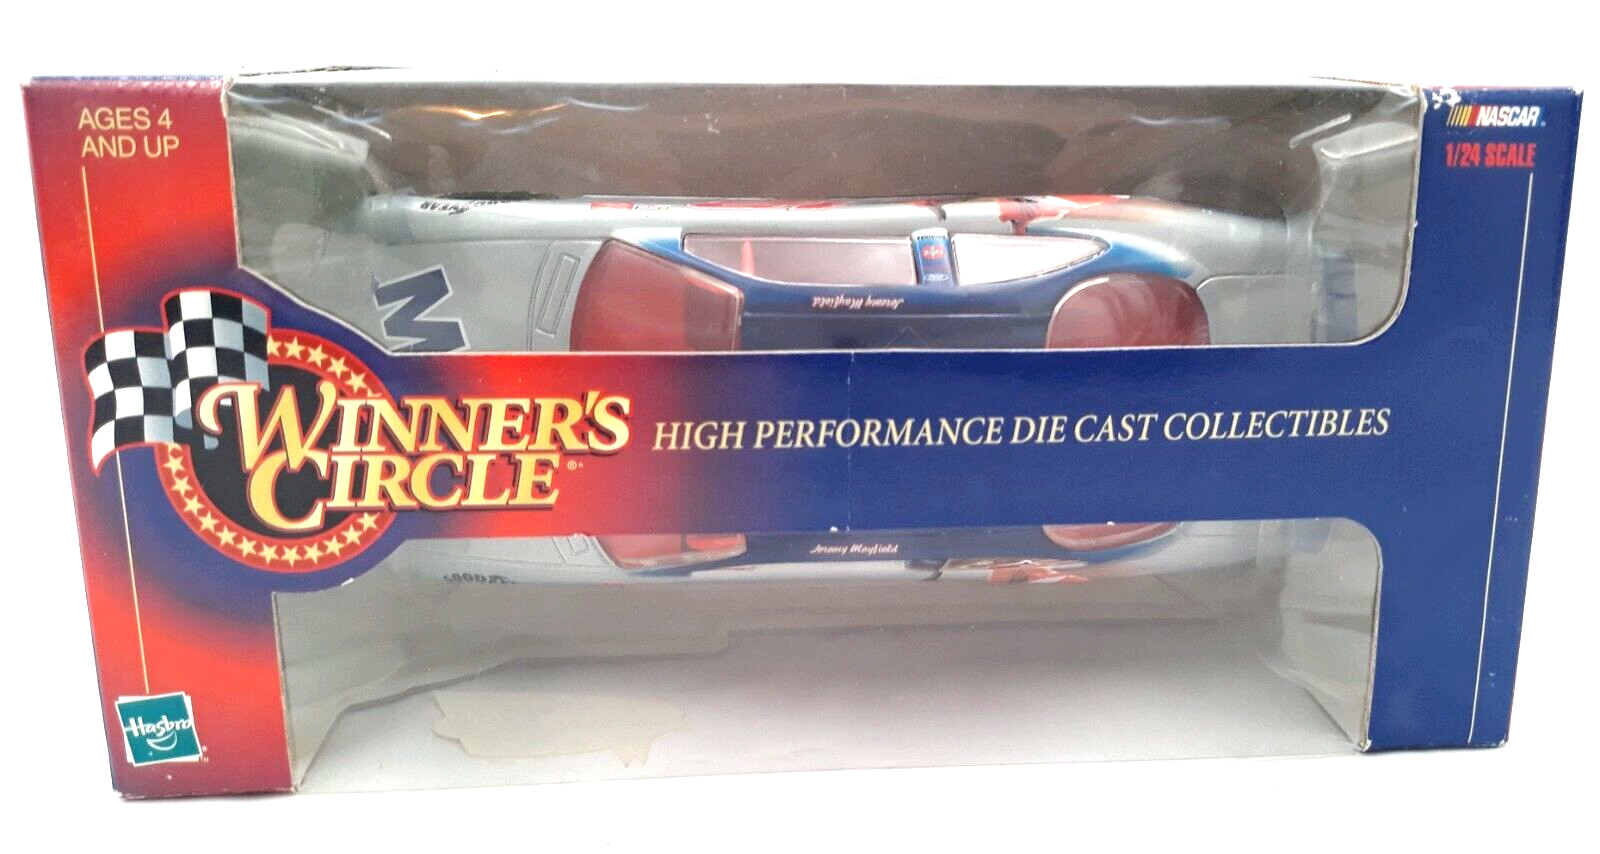 AGES 4
AND UP
NASCAR
1/24 SCALE
M
Jeremy Mayfield
WINNER'S
CIRCLE
HIGH PERFORMANCE DIE CAST COLLECTIBLES
Jeremy Mayfield
Hasbro
TM